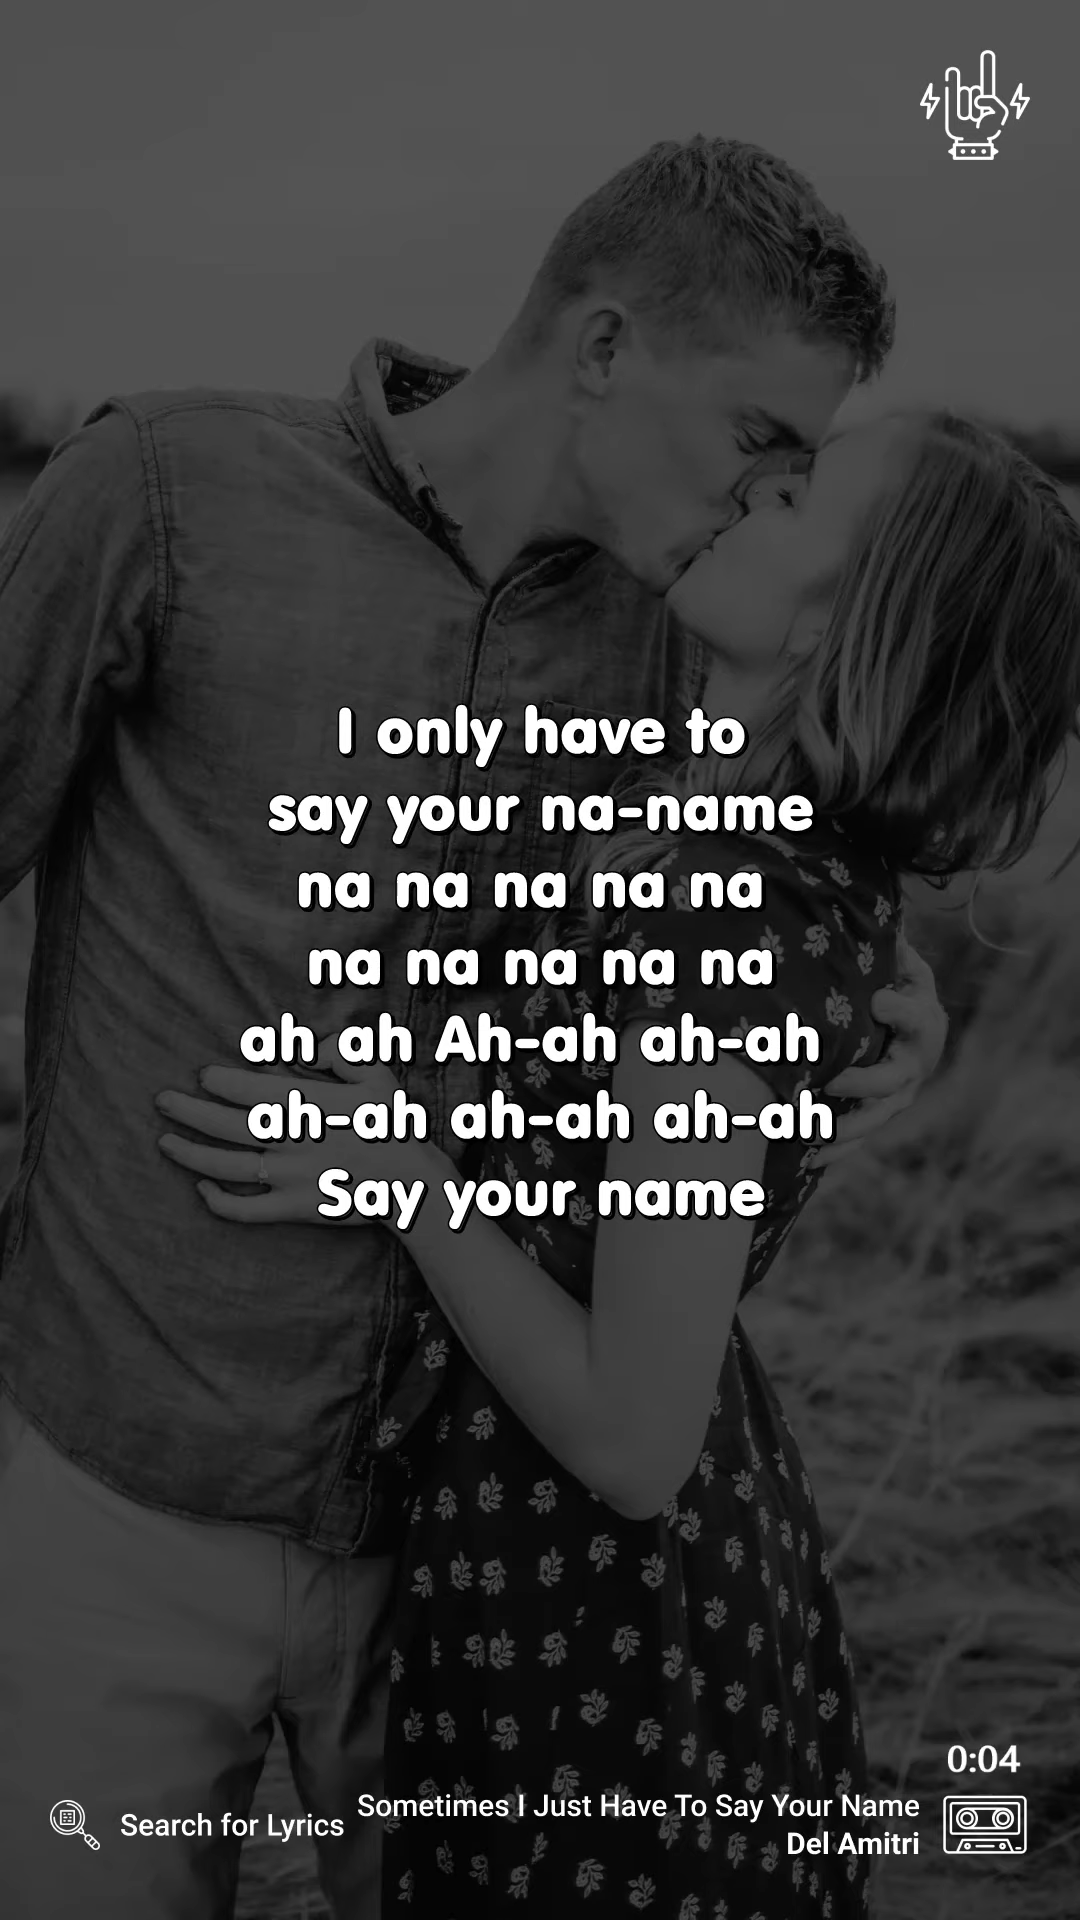 I only have to
say your na-name
na na na na na
na na na na na
ah ah Ah-ah ah-ah
ah-ah ah-ah ah-ah
Say your name
0:04
Search for Lyrics
Sometimes I Just Have To Say Your Name
Del Amitri